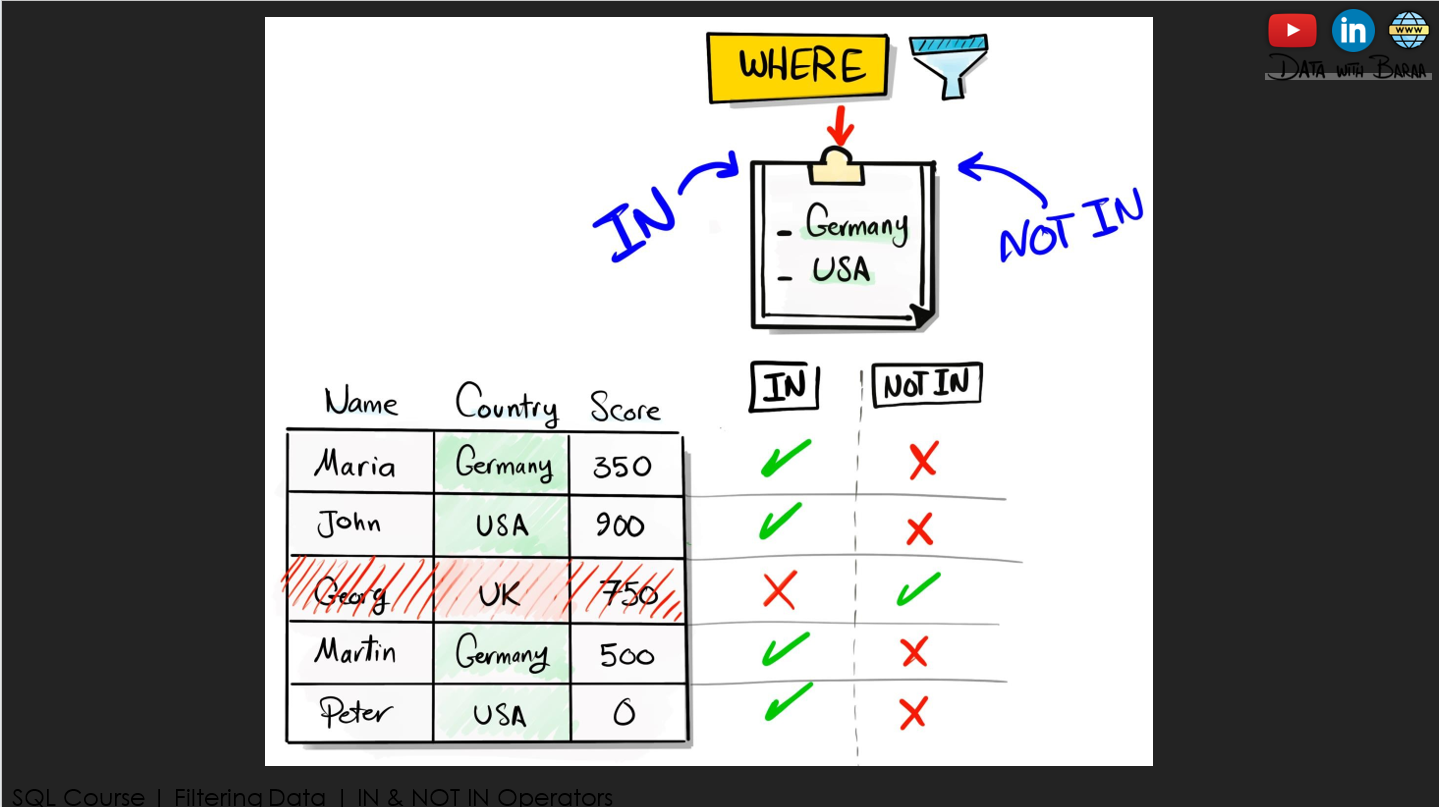 WWW
DATA WITH BARAA
WHERE
IN
NOT IN
- Germany
- USA
IN NOT IN
Name Country Score
Maria Germany 350
John USA 900
Georg UK 750
Martin Germany 500
Peter USA 0
SQL Course | Filtering Data | IN & NOT IN Operators